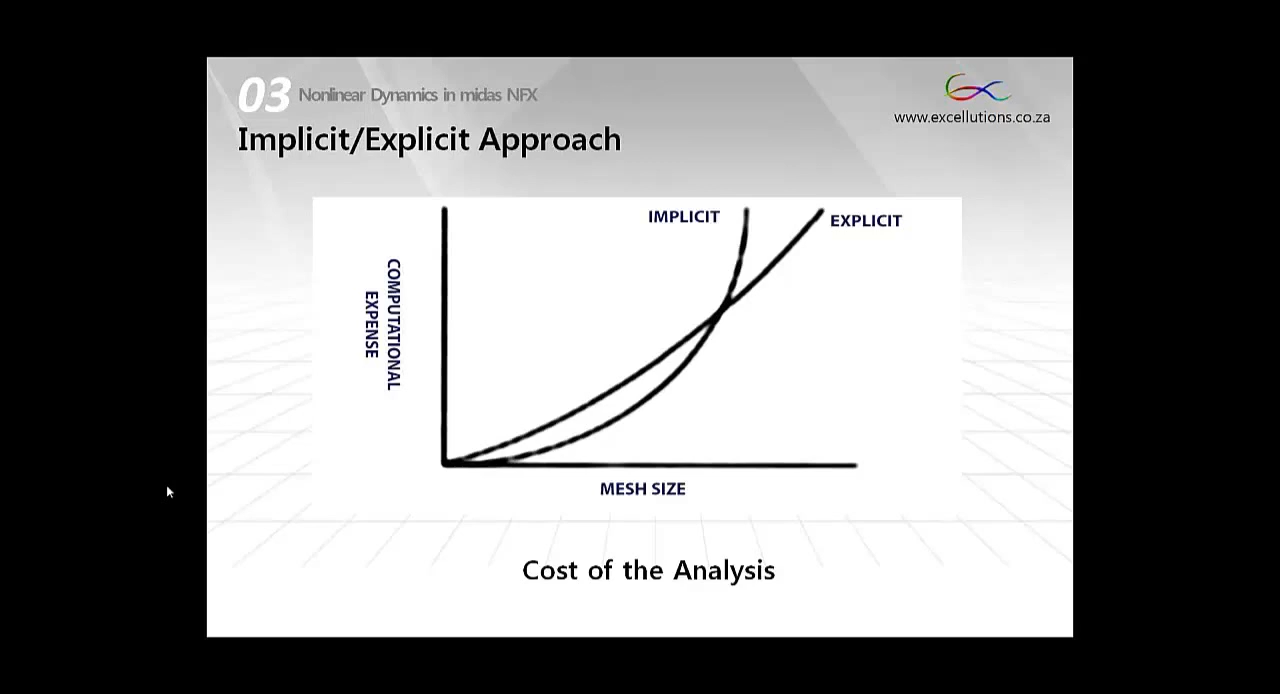 03 Nonlinear Dynamics in midas NFX
www.excellutions.co.za
Implicit/Explicit Approach
IMPLICIT
EXPLICIT
COMPUTATIONAL
EXPENSE
MESH SIZE
Cost of the Analysis